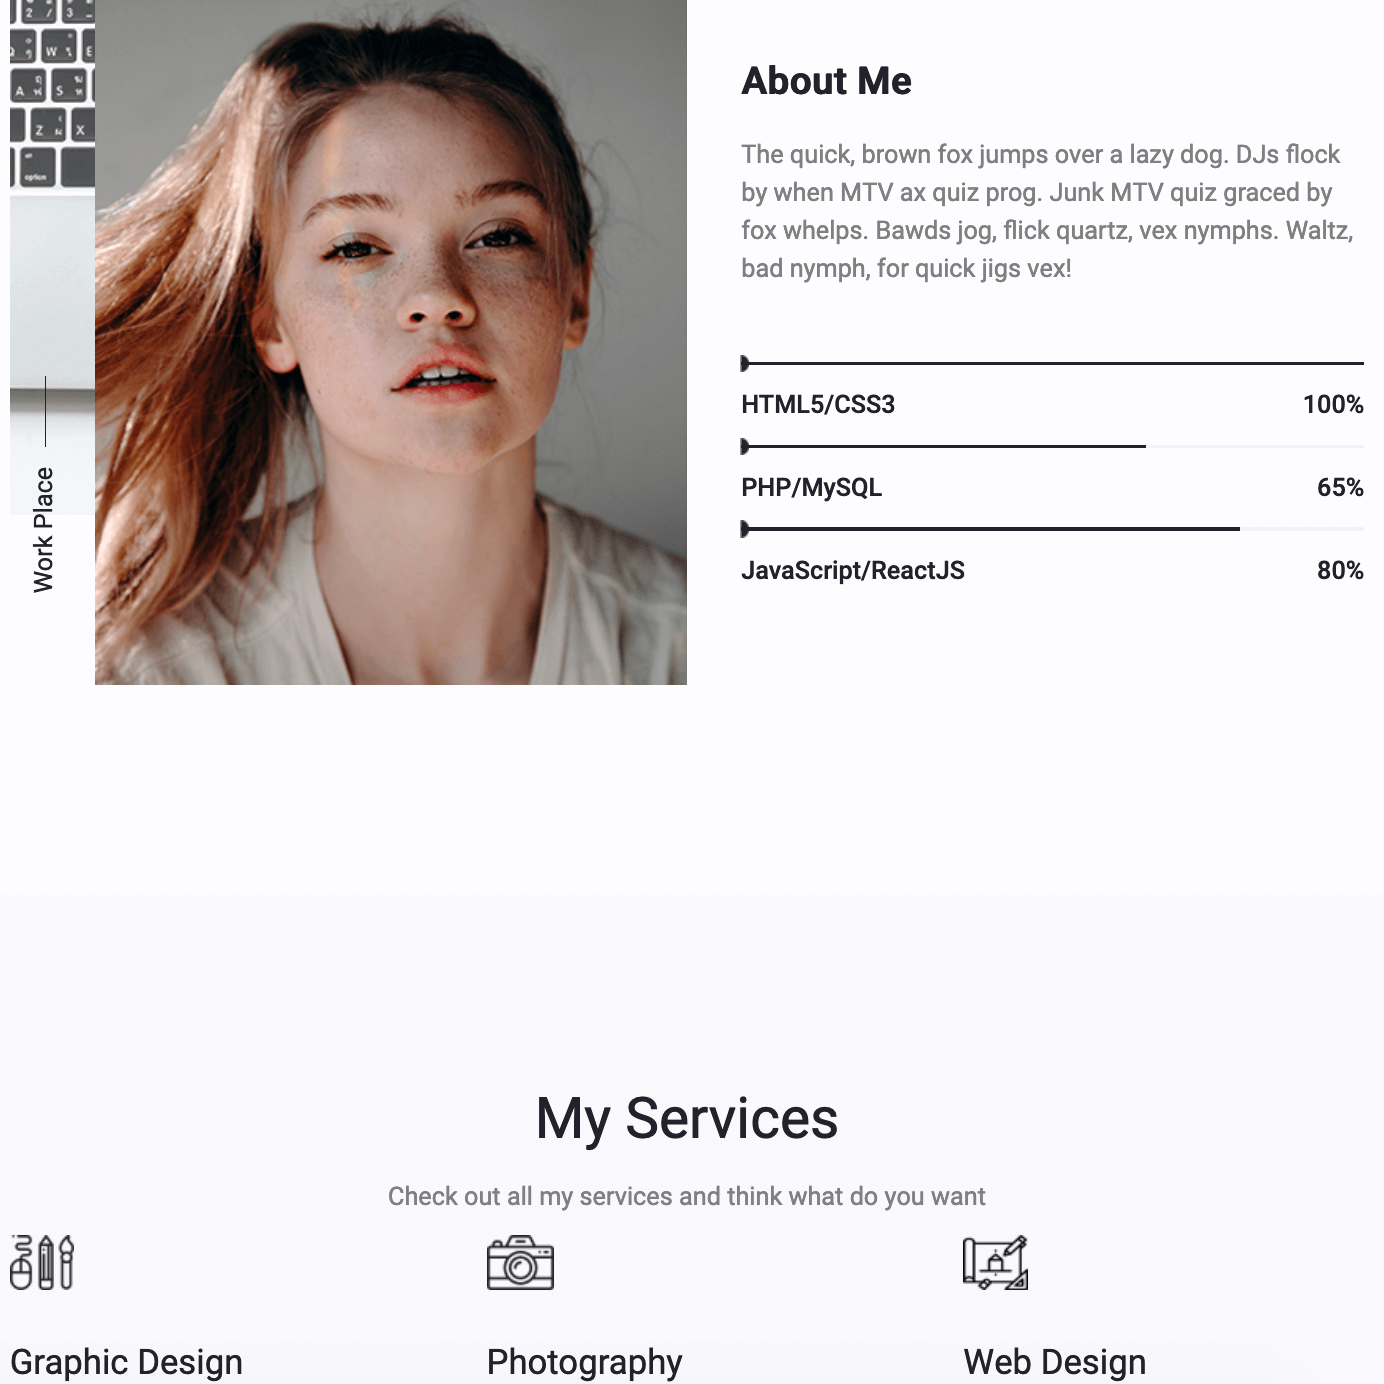 2 / 3 _
W E
A S
Z X
option
Work Place
About Me
The quick, brown fox jumps over a lazy dog. DJs flock
by when MTV ax quiz prog. Junk MTV quiz graced by
fox whelps. Bawds jog, flick quartz, vex nymphs. Waltz,
bad nymph, for quick jigs vex!
HTML5/CSS3 100%
PHP/MySQL 65%
JavaScript/ReactJS 80%
My Services
Check out all my services and think what do you want
Graphic Design Photography Web Design